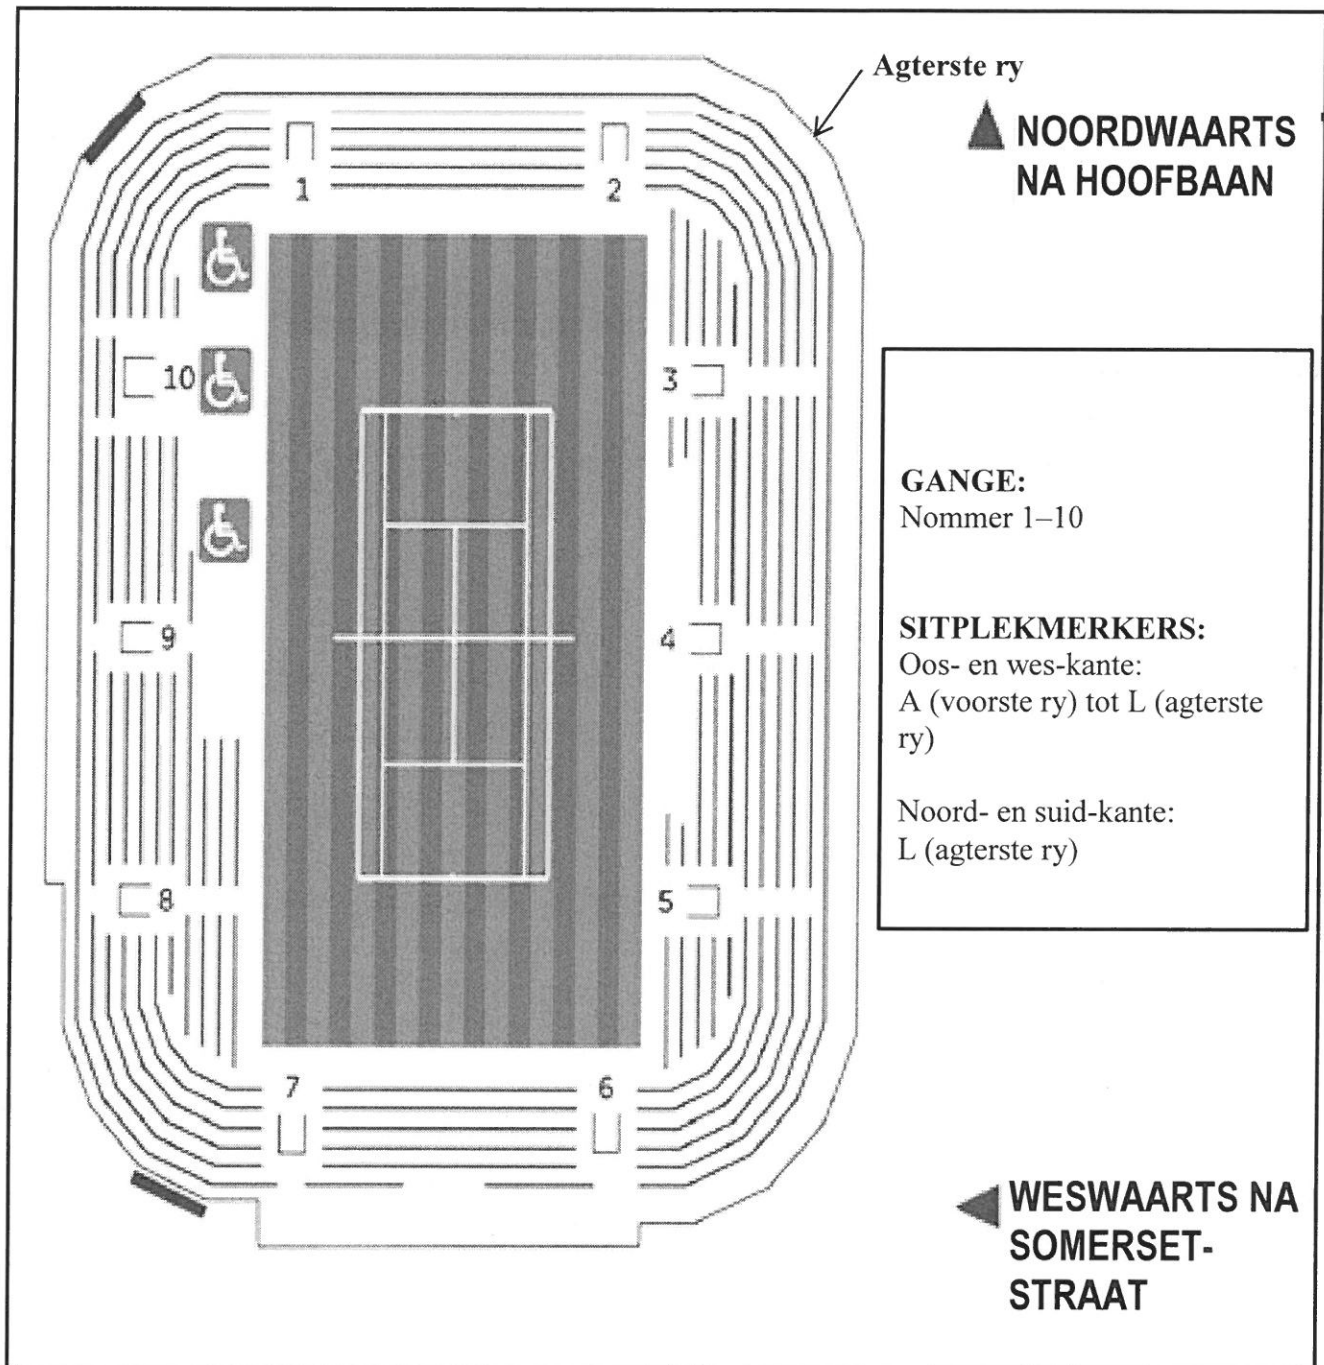 Agterste ry
NOORDWAARTS
NA HOOFBAAN
1
2
10
3
9
4
8
5
7
6
GANGE:
Nommer 1–10
SITPLEKMERKERS:
Oos- en wes-kante:
A (voorste ry) tot L (agterste
ry)
Noord- en suid-kante:
L (agterste ry)
WESWAARTS NA
SOMERSET-
STRAAT